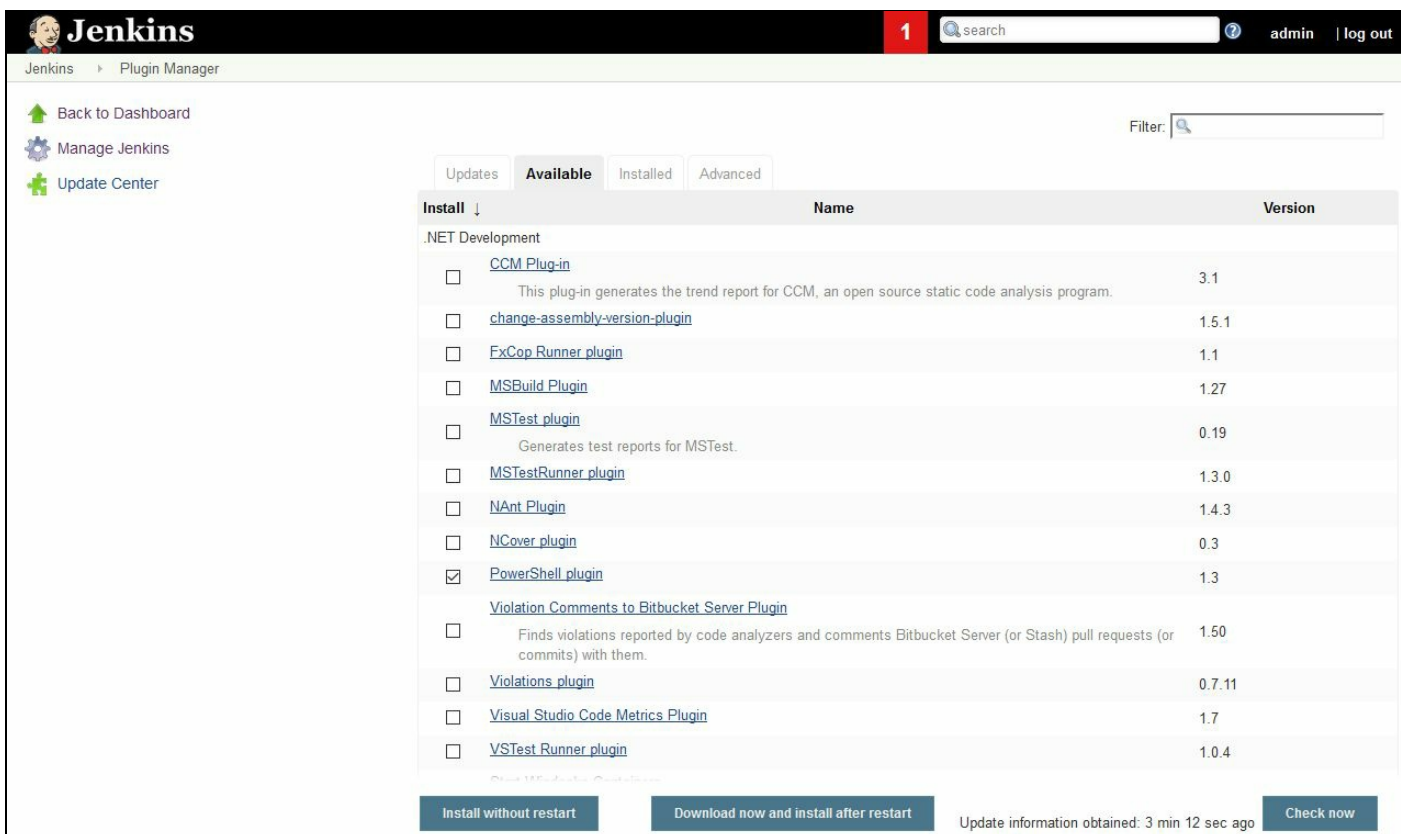 Jenkins
1
search
admin
| log out
Jenkins
Plugin Manager
Back to Dashboard
Manage Jenkins
Update Center
Filter:
Updates
Available
Installed
Advanced
Install ↓
Name
Version
.NET Development
CCM Plug-in
This plug-in generates the trend report for CCM, an open source static code analysis program.
3.1
change-assembly-version-plugin
1.5.1
FxCop Runner plugin
1.1
MSBuild Plugin
1.27
MSTest plugin
Generates test reports for MSTest.
0.19
MSTestRunner plugin
1.3.0
NAnt Plugin
1.4.3
NCover plugin
0.3
PowerShell plugin
1.3
Violation Comments to Bitbucket Server Plugin
Finds violations reported by code analyzers and comments Bitbucket Server (or Stash) pull requests (or
commits) with them.
1.50
Violations plugin
0.7.11
Visual Studio Code Metrics Plugin
1.7
VSTest Runner plugin
1.0.4
Install without restart
Download now and install after restart
Update information obtained: 3 min 12 sec ago
Check now